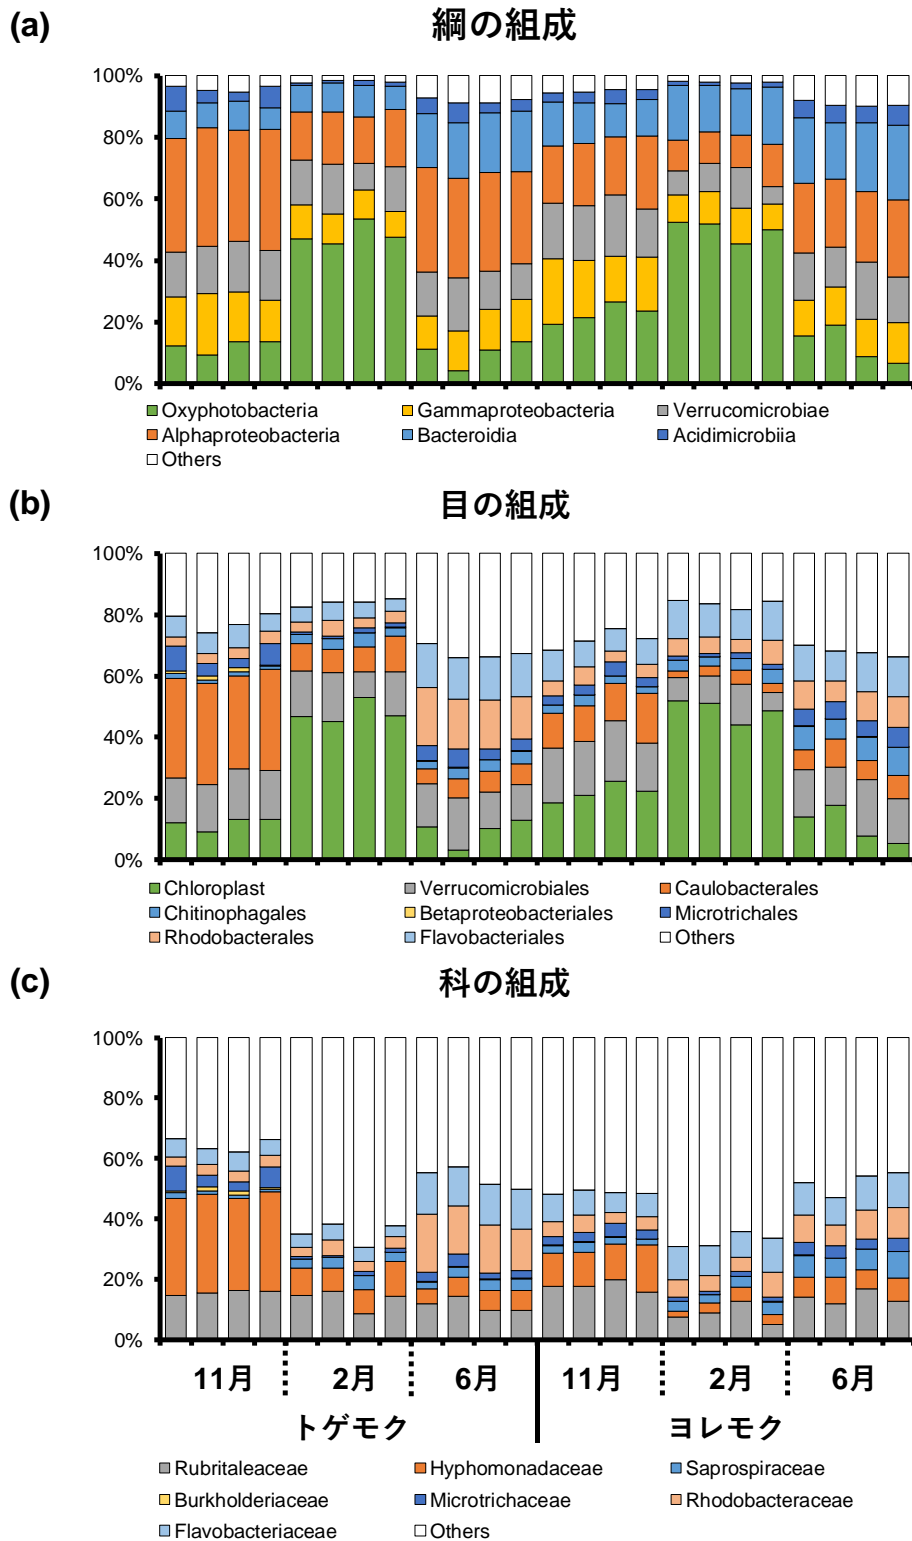 (a)
綱の組成
100%
80%
60%
40%
20%
0%
Oxyphotobacteria Gammaproteobacteria Verrucomicrobiae
Alphaproteobacteria Bacteroidia Acidimicrobiia
Others
(b)
目の組成
100%
80%
60%
40%
20%
0%
Chloroplast Verrucomicrobiales Caulobacterales
Chitinophagales Betaproteobacteriales Microtrichales
Rhodobacterales Flavobacteriales Others
(c)
科の組成
100%
80%
60%
40%
20%
0%
11月 2月 6月 11月 2月 6月
トゲモク ヨレモク
Rubritaleaceae Hyphomonadaceae Saprospiraceae
Burkholderiaceae Microtrichaceae Rhodobacteraceae
Flavobacteriaceae Others